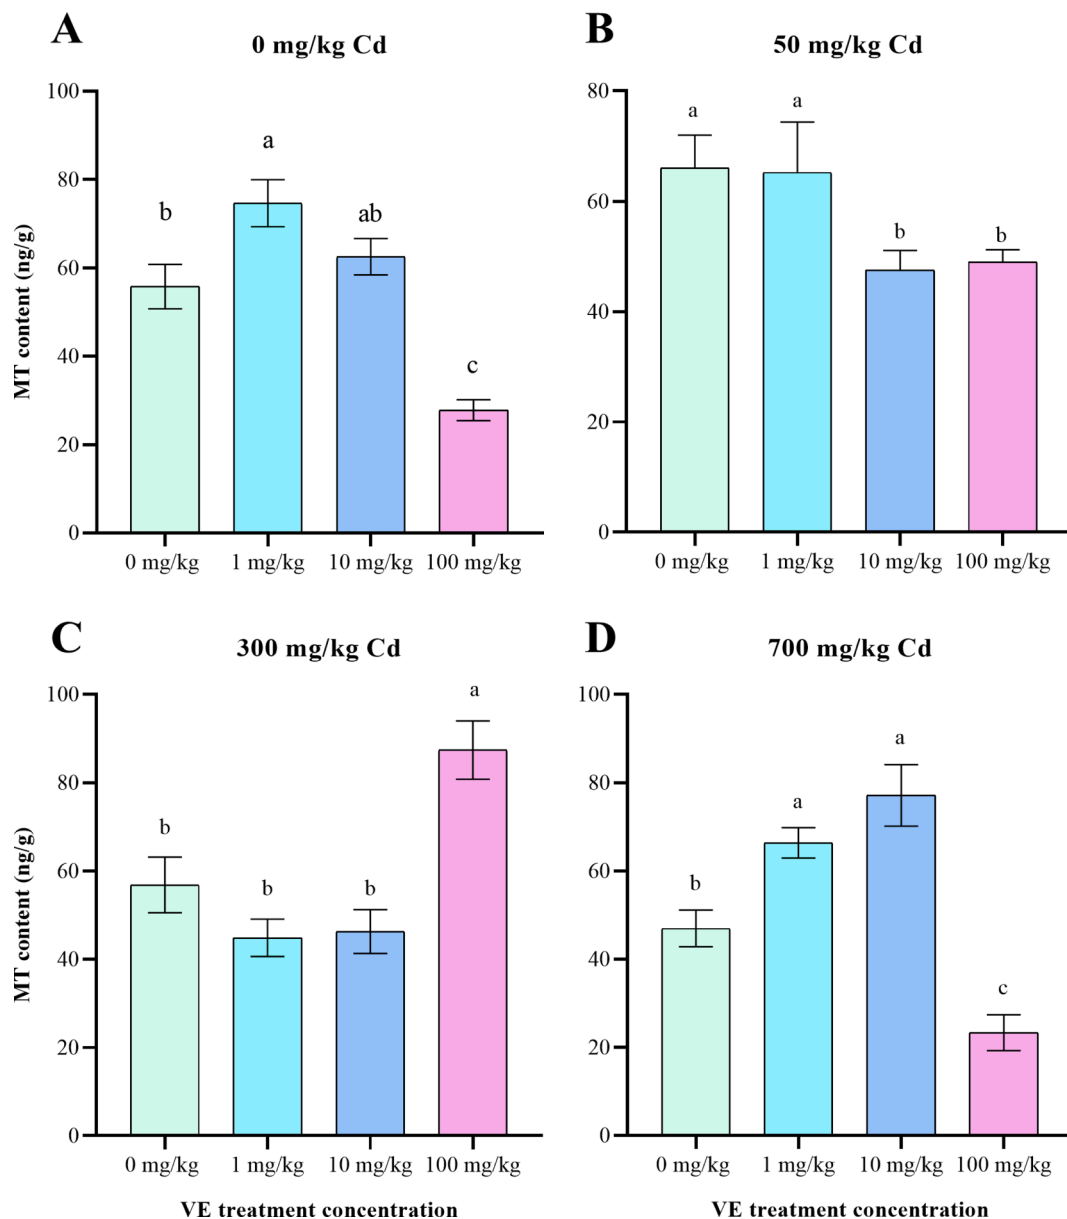 A
0 mg/kg Cd
MT content (ng/g)
100
80
60
40
20
0
b
a
ab
c
0 mg/kg
1 mg/kg
10 mg/kg
100 mg/kg
B
50 mg/kg Cd
80
60
40
20
0
a
a
b
b
0 mg/kg
1 mg/kg
10 mg/kg
100 mg/kg
C
300 mg/kg Cd
MT content (ng/g)
100
80
60
40
20
0
b
b
b
a
0 mg/kg
1 mg/kg
10 mg/kg
100 mg/kg
VE treatment concentration
D
700 mg/kg Cd
100
80
60
40
20
0
b
a
a
c
0 mg/kg
1 mg/kg
10 mg/kg
100 mg/kg
VE treatment concentration